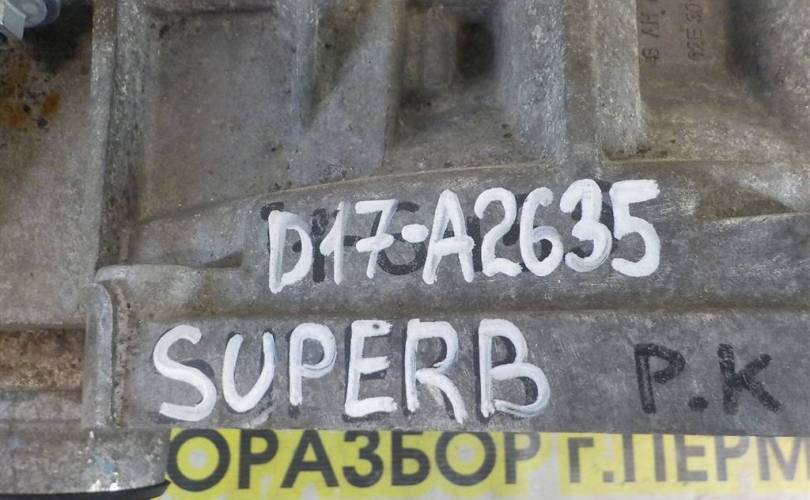 D17-A2635
SUPERB P.K
ОРАЗБОР Г.ПЕРМ